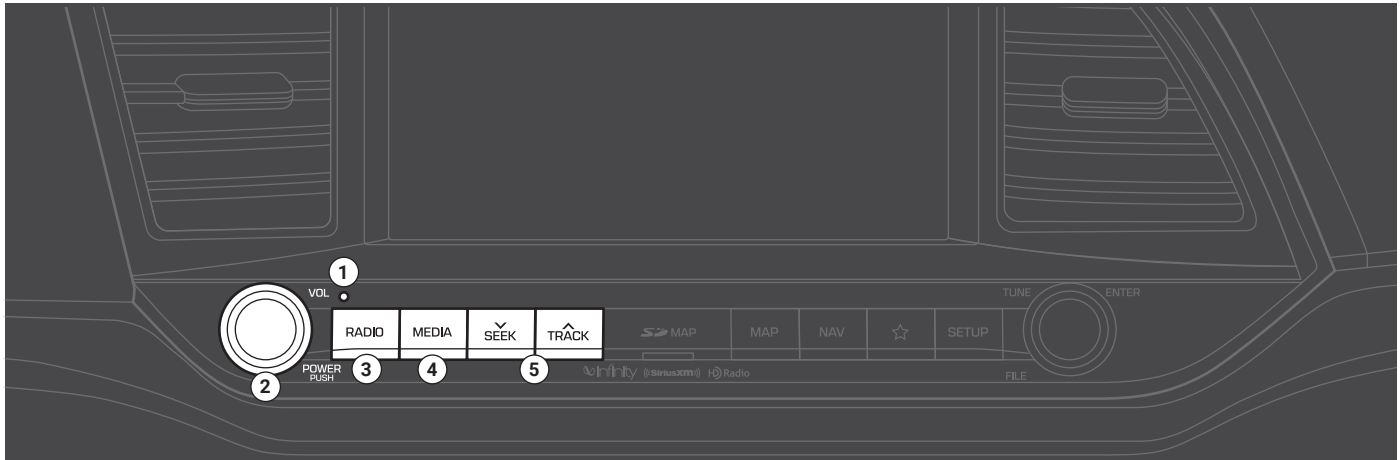 1
VOL
TUNE
ENTER
RADIO
MEDIA
SEEK
TRACK
MAP
MAP
NAV
SETUP
POWER
PUSH
2
3
4
5
Infinity
((SiriusXM))
HD Radio
FILE